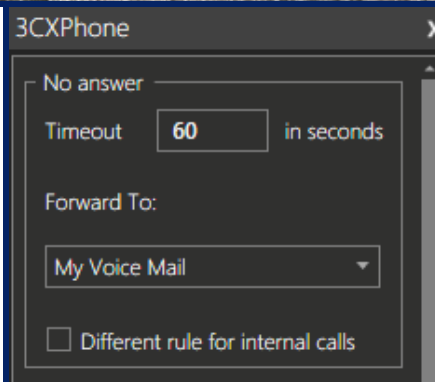 3CXPhone
No answer
Timeout 60 in seconds
Forward To:
My Voice Mail
Different rule for internal calls